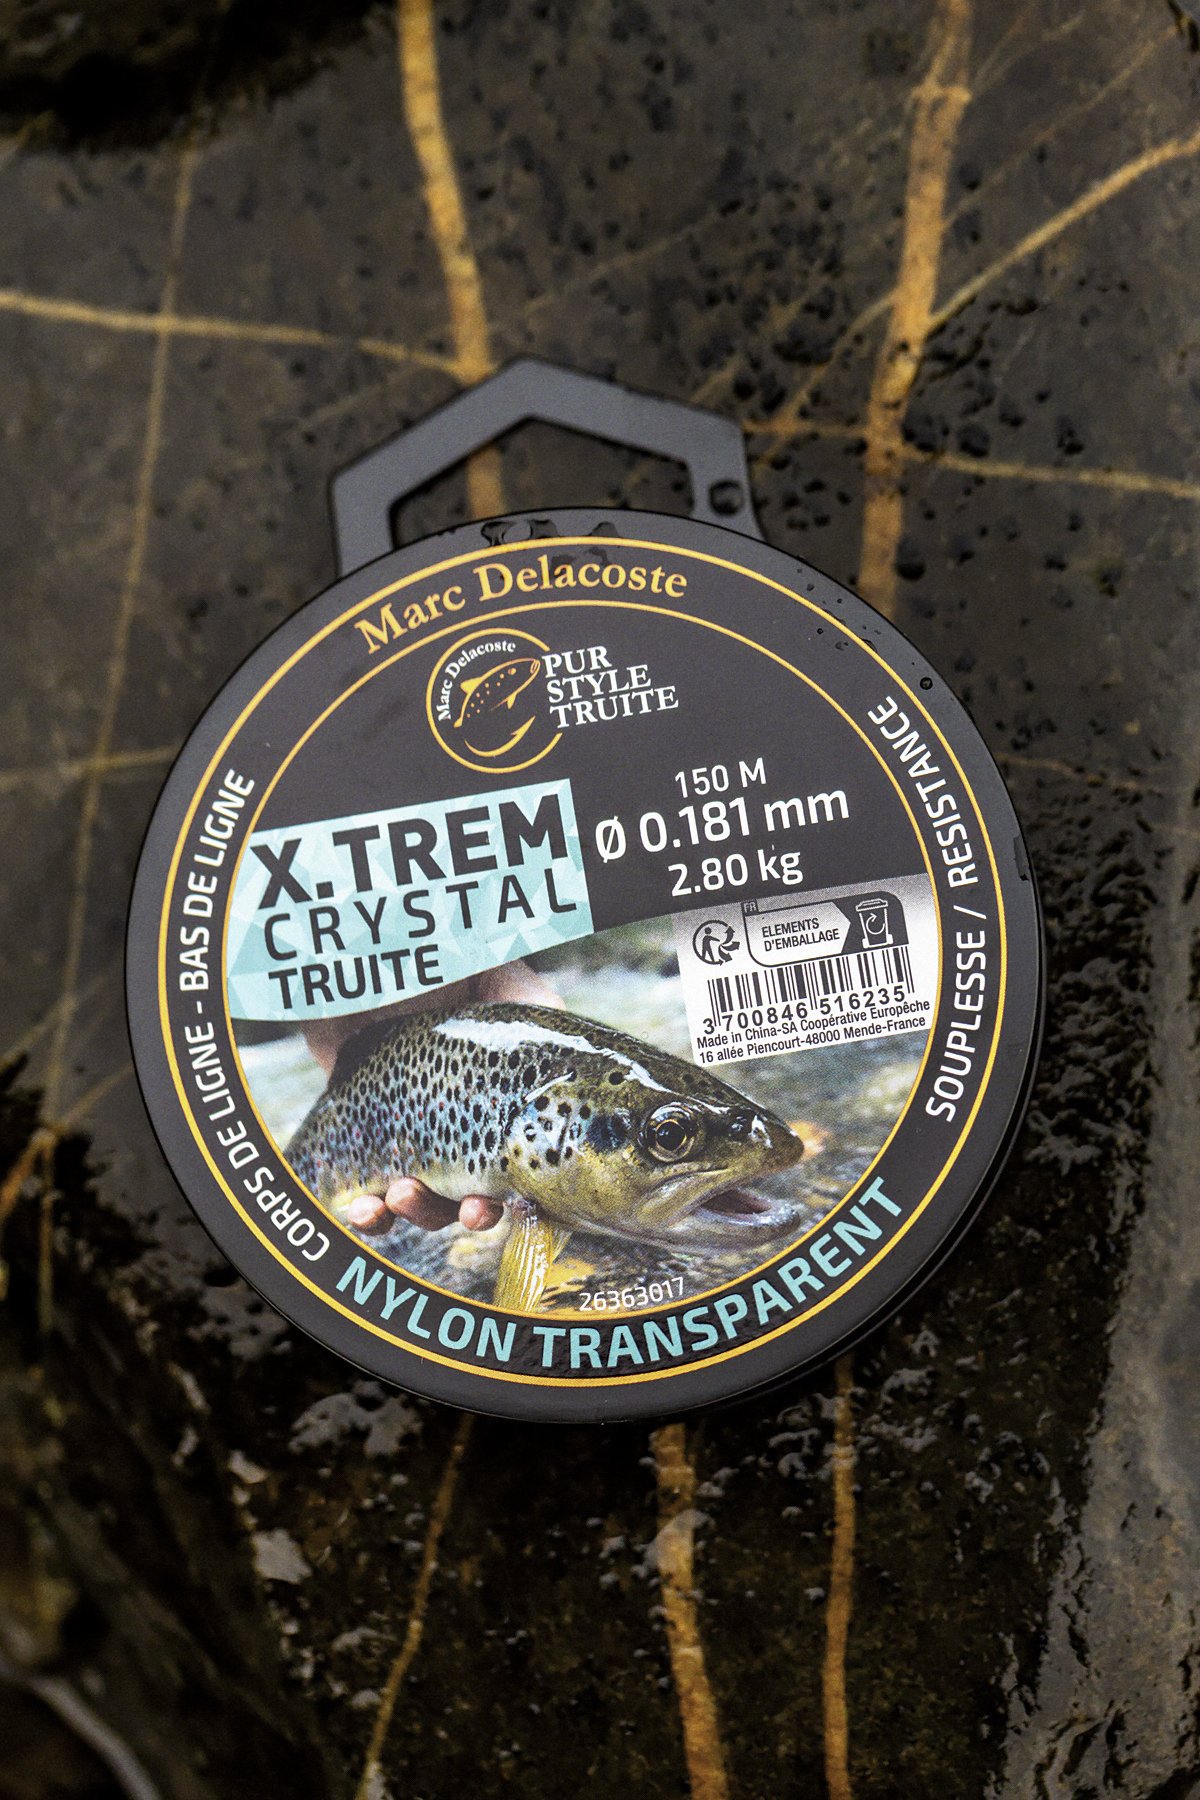 Marc Delacoste
Marc Delacoste
PUR
STYLE
TRUITE
150 M
Ø 0.181 mm
2.80 kg
X.TREM
CRYSTAL
TRUITE
FR
ELEMENTS
D'EMBALLAGE
3 700846 516235
Made in China-SA Coopérative Europêche
16 allée Piencourt-48000 Mende-France
CORPS DE LIGNE - BAS DE LIGNE
SOUPLESSE / RESISTANCE
26363017
NYLON TRANSPARENT